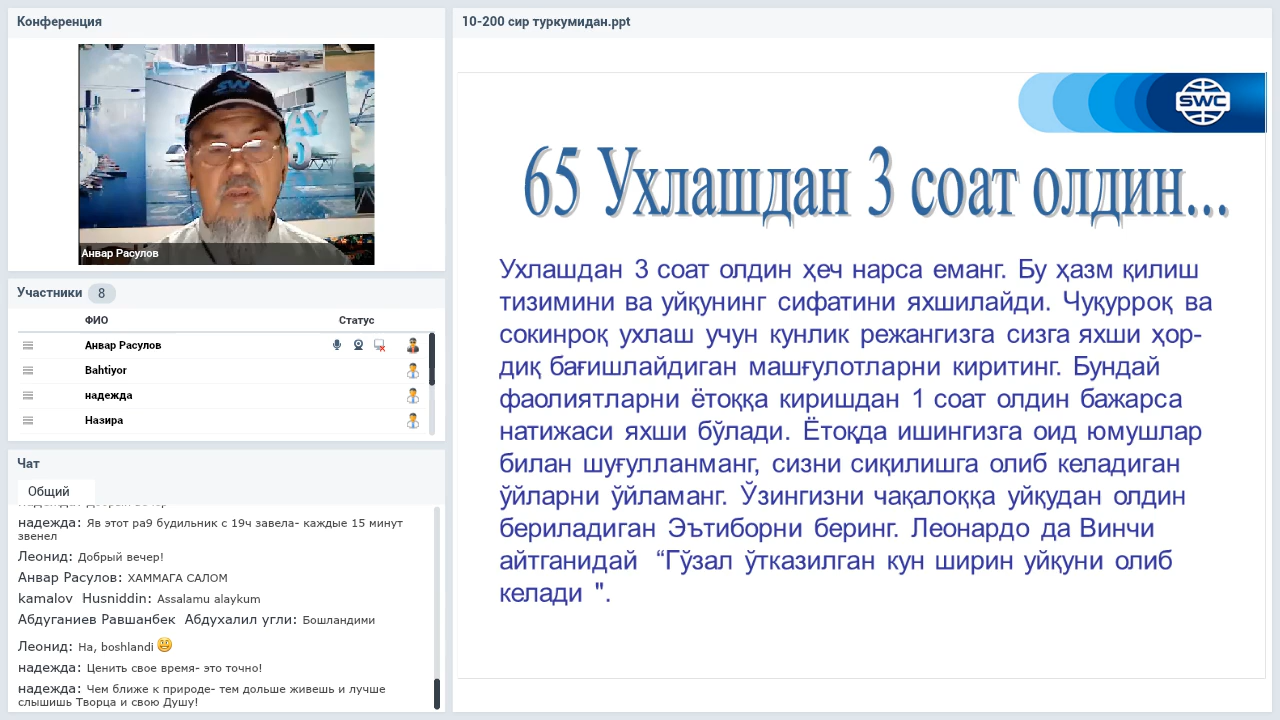 Конференция
Анвар Расулов
Участники 8
ФИО Статус
Анвар Расулов
Bahtiyor
надежда
Назира
Чат
Общий
надежда: Яв этот ра9 будильник с 19ч завела- каждые 15 минут
звенел
Леонид: Добрый вечер!
Анвар Расулов: ХАММАГА САЛОМ
kamalov Husniddin: Assalamu alaykum
Абдуганиев Равшанбек Абдухалил угли: Бошландими
Леонид: На, boshlandi
надежда: Ценить свое время- это точно!
надежда: Чем ближе к природе- тем дольше живешь и лучше
слышишь Творца и свою Душу!
10-200 сир туркумидан.ppt
SWC
65 Ухлашдан 3 соат олдин...
Ухлашдан 3 соат олдин ҳеч нарса еманг. Бу ҳазм қилиш
тизимини ва уйқунинг сифатини яхшилайди. Чуқурроқ ва
сокинроқ ухлаш учун кунлик режангизга сизга яхши ҳор-
диқ бағишлайдиган машғулотларни киритинг. Бундай
фаолиятларни ётоққа киришдан 1 соат олдин бажарса
натижаси яхши бўлади. Ётоқда ишингизга оид юмушлар
билан шуғулланманг, сизни сиқилишга олиб келадиган
ўйларни ўйламанг. Ўзингизни чақалоққа уйқудан олдин
бериладиган Эътиборни беринг. Леонардо да Винчи
айтганидай “Гўзал ўтказилган кун ширин уйқуни олиб
келади ".